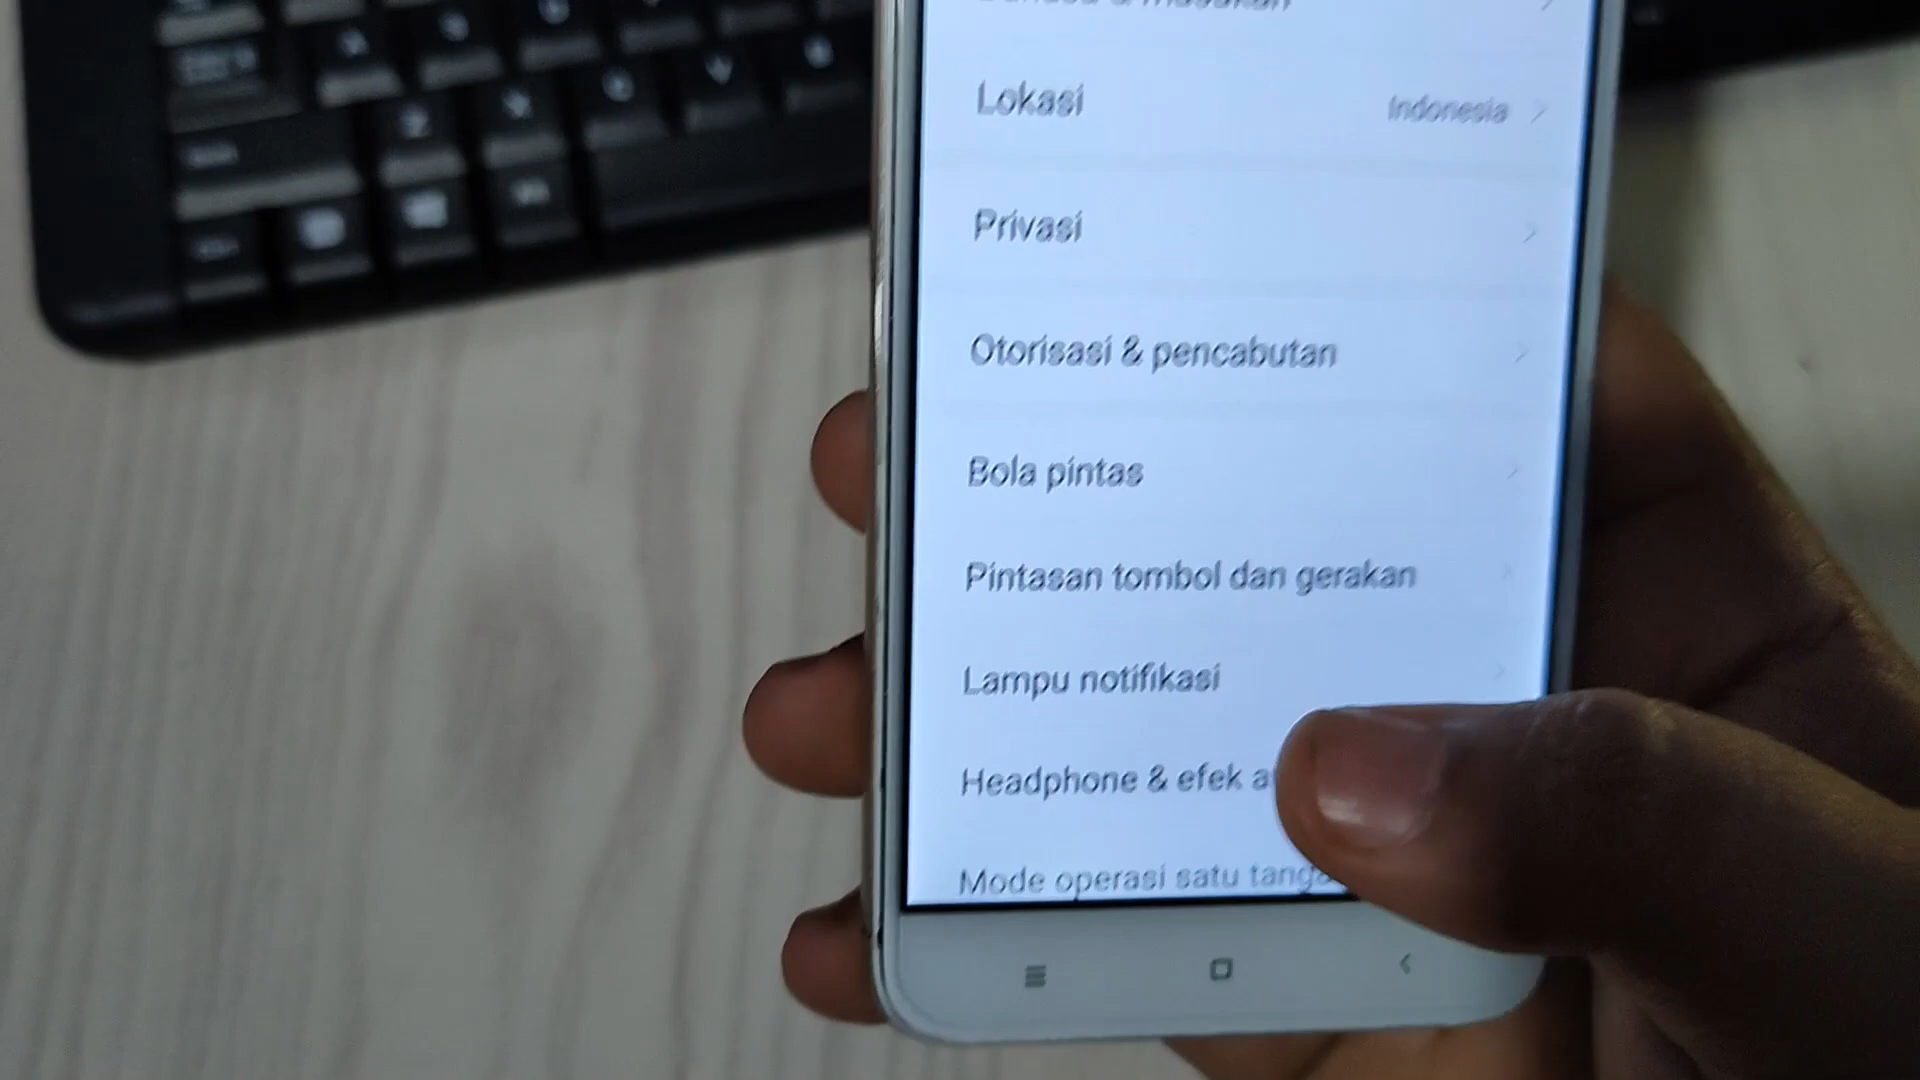 Lokasi
Indonesia
Privasi
Otorisasi & pencabutan
Bola pintas
Pintasan tombol dan gerakan
Lampu notifikasi
Headphone & efek
Mode operasi satu